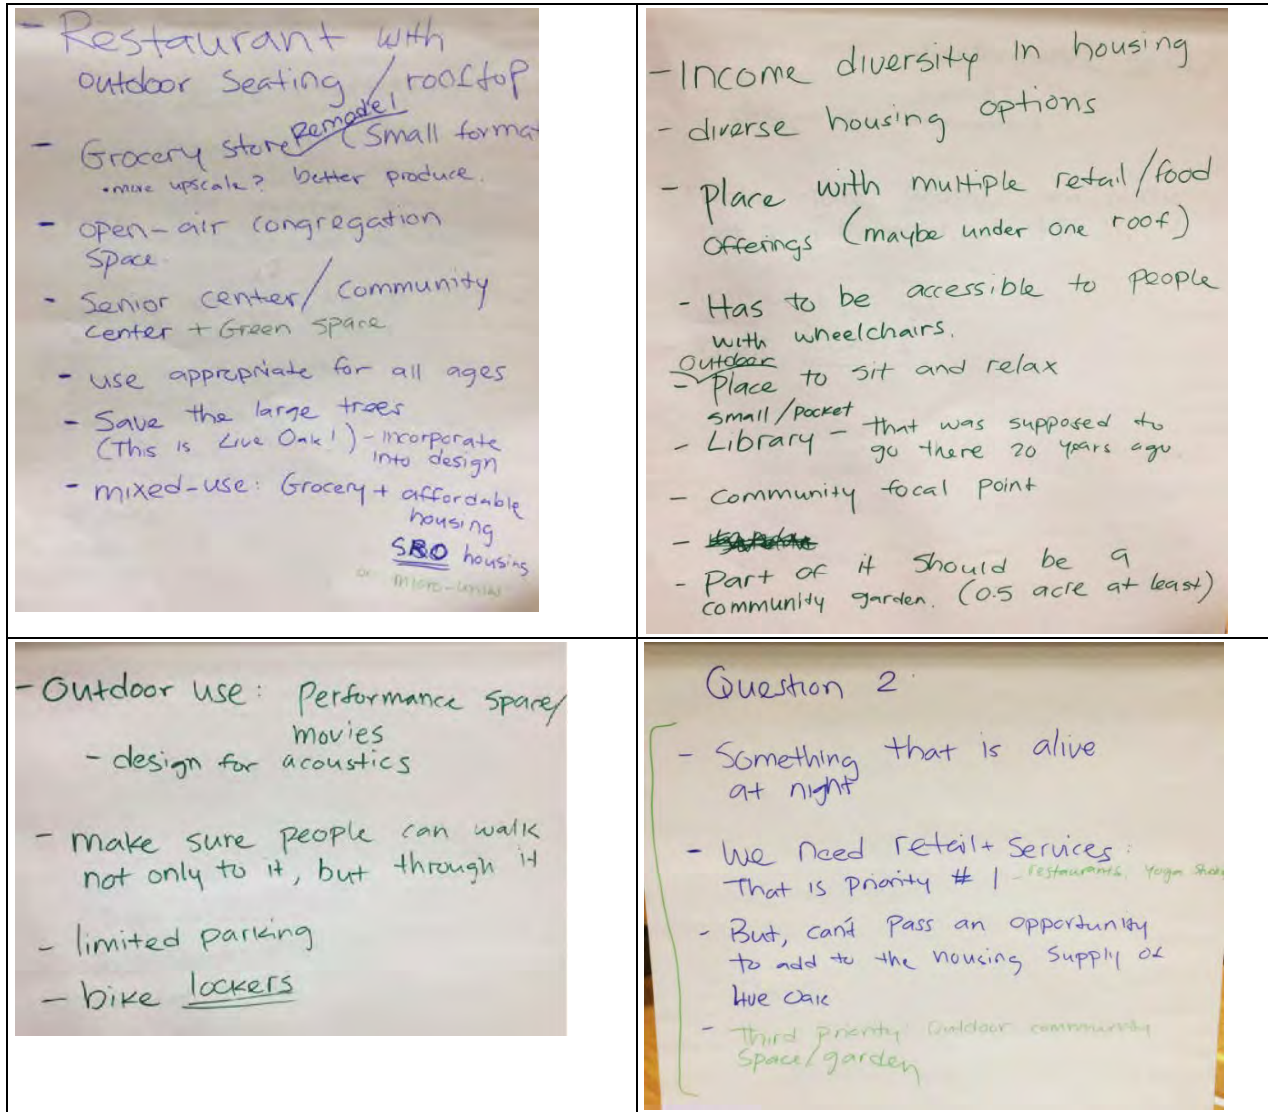 - Restaurant with
outdoor seating / rooftop
- Grocery store Remodel (Small format
• more upscale? better produce.
- open-air congregation
space.
- Senior center / community
center + Green space
- use appropriate for all ages
- Save the large trees
(This is Live Oak!) - incorporate
into design
- mixed-use: Grocery + affordable
housing
SRO housing
or micro-units
- Income diversity in housing
- diverse housing options
- Place with multiple retail/food
offerings (maybe under one roof)
- Has to be accessible to people
with wheelchairs.
outdoor
- Place to sit and relax
small/pocket
- Library - that was supposed to
go there 20 years ago
- community focal point
-
- Part of it should be a
community garden. (0.5 acre at least)
- Outdoor use: Performance space/
movies
- design for acoustics
- make sure people can walk
not only to it, but through it
- limited parking
- bike lockers
Question 2.
- Something that is alive
at night
- We need retail + services:
That is priority # 1 - restaurants, yoga
- But, can't pass an opportunity
to add to the housing supply of
Live Oak
- Third priority: Outdoor community
space/garden